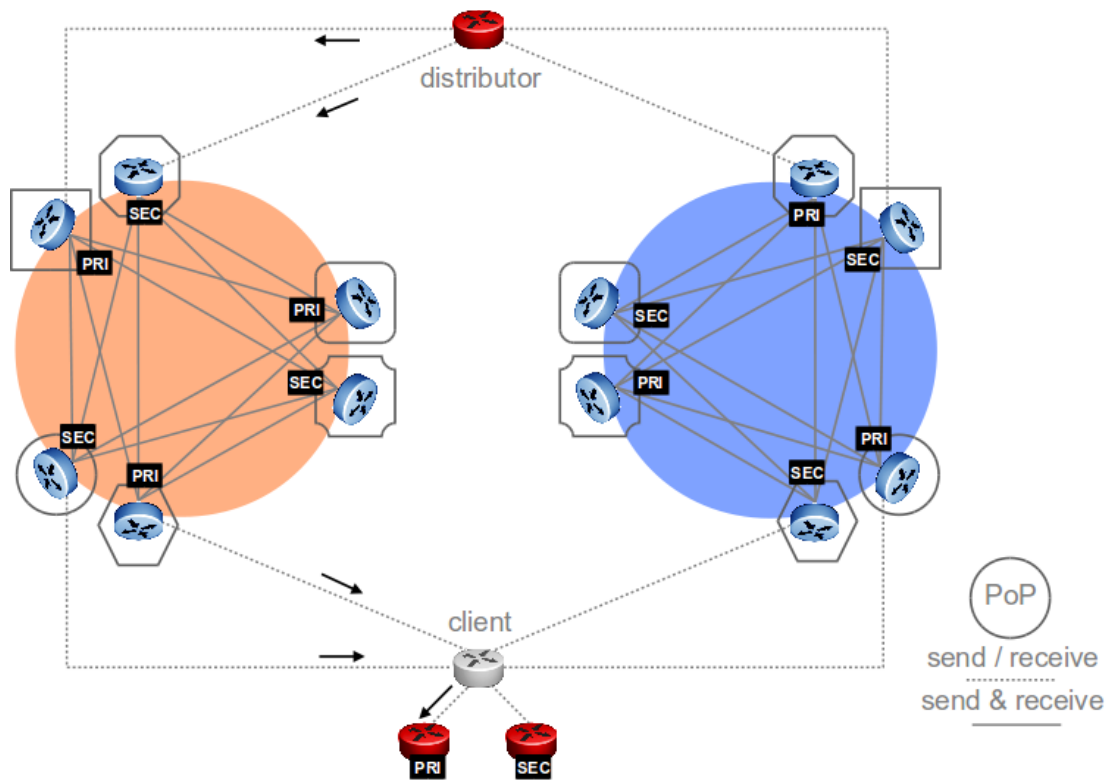 distributor
SEC
PRI
PRI
SEC
PRI
SEC
PRI
SEC
SEC
PRI
SEC
PRI
PRI
SEC
client
PRI
SEC
PoP
send / receive
send & receive